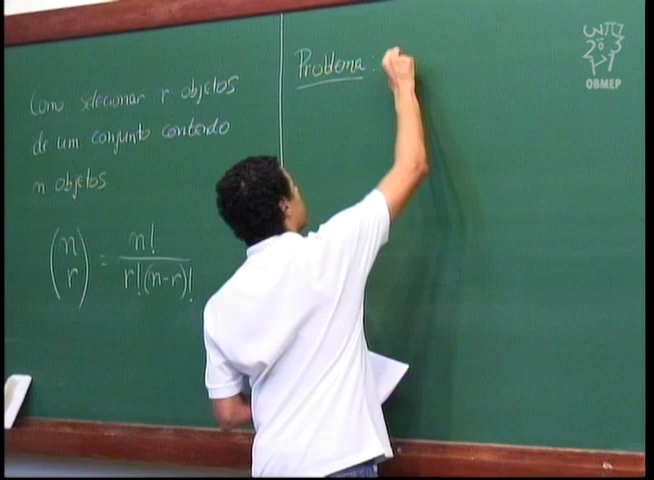 Como selecionar r objetos
de um conjunto contendo
n objetos
(n r) = n! / r!(n-r)!
Problema:
OBMEP